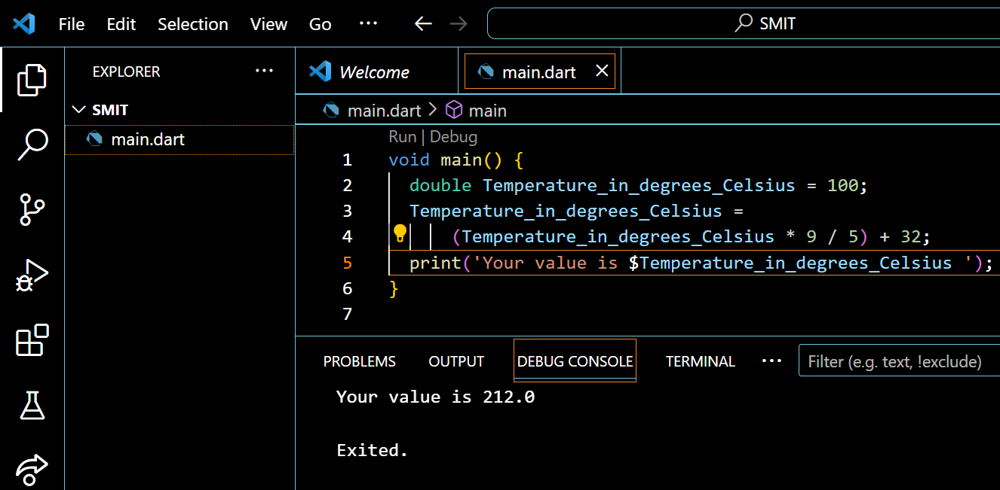 File Edit Selection View Go ··· ← → SMIT
EXPLORER ···
SMIT
main.dart
Welcome
main.dart ×
main.dart > main
Run | Debug
1 void main() {
2   double Temperature_in_degrees_Celsius = 100;
3   Temperature_in_degrees_Celsius =
4       (Temperature_in_degrees_Celsius * 9 / 5) + 32;
5   print('Your value is $Temperature_in_degrees_Celsius ');
6 }
7
PROBLEMS OUTPUT DEBUG CONSOLE TERMINAL ··· Filter (e.g. text, !exclude)
Your value is 212.0
Exited.